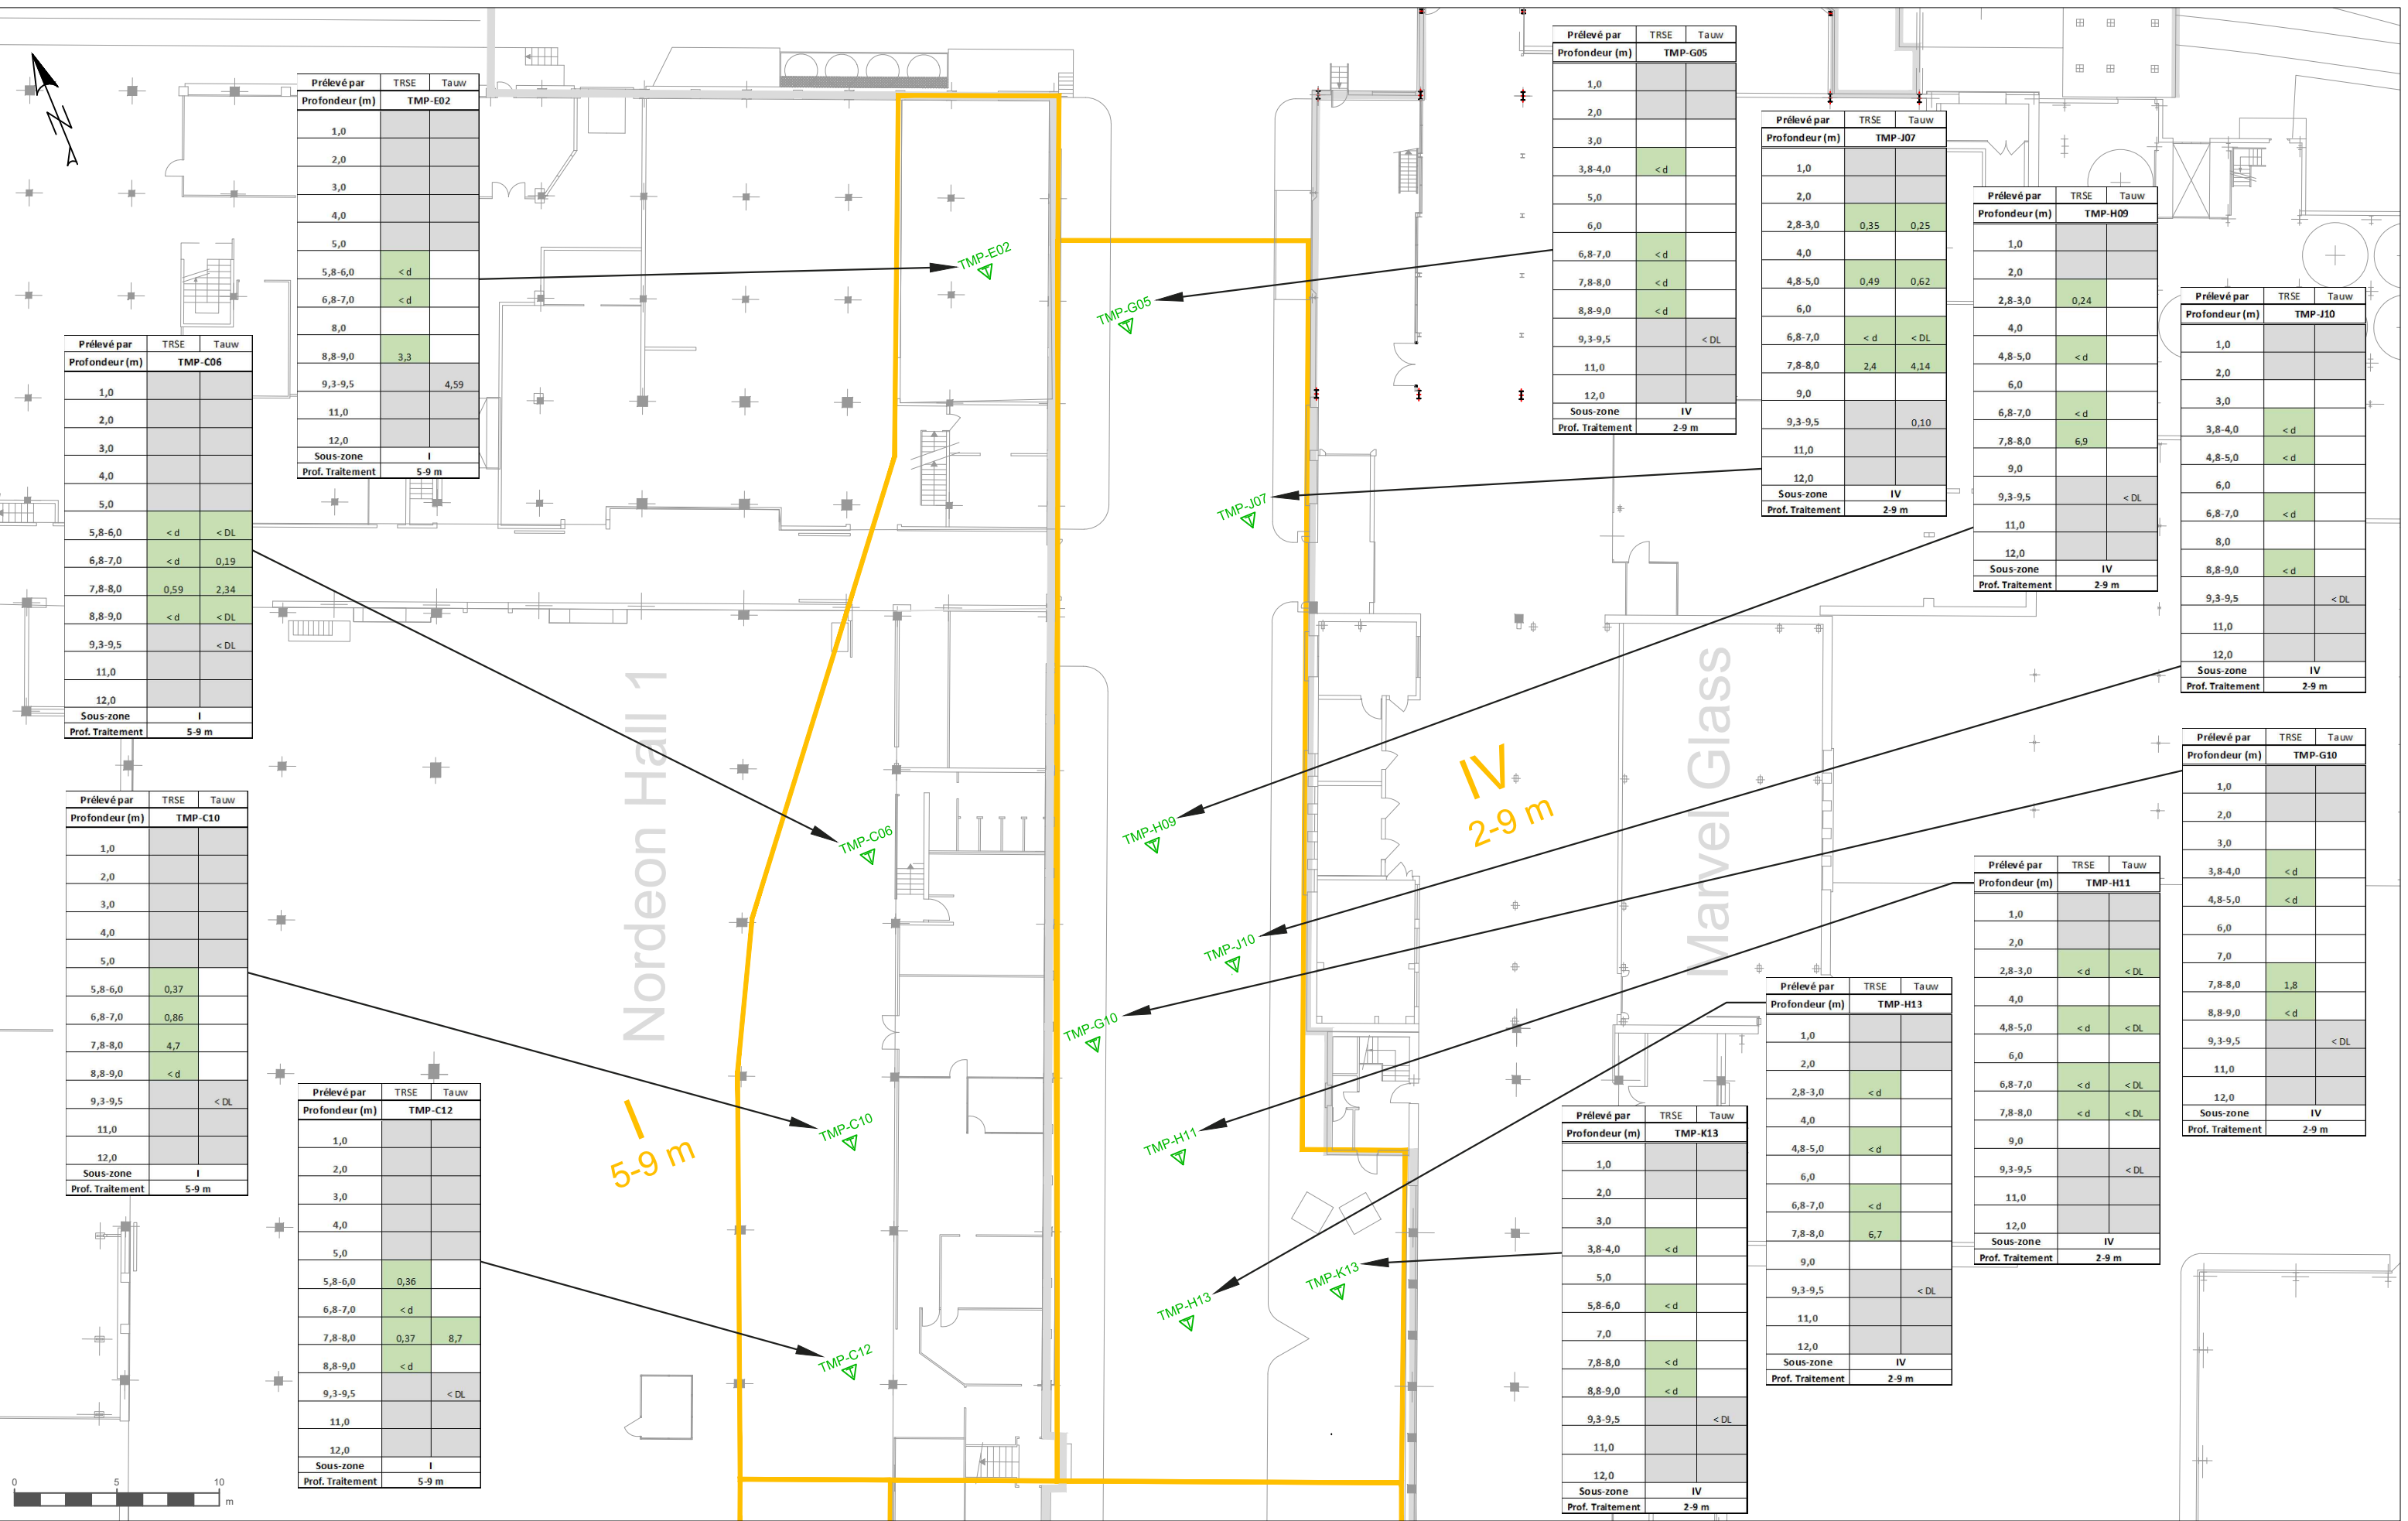 Prélevé par TRSE Tauw
Profondeur (m) TMP-E02
1,0
2,0
3,0
4,0
5,0
5,8-6,0 < d
6,8-7,0 < d
8,0
8,8-9,0 3,3
9,3-9,5 4,59
11,0
12,0
Sous-zone I
Prof. Traitement 5-9 m
Prélevé par TRSE Tauw
Profondeur (m) TMP-C06
1,0
2,0
3,0
4,0
5,0
5,8-6,0 < d < DL
6,8-7,0 < d 0,19
7,8-8,0 0,59 2,34
8,8-9,0 < d < DL
9,3-9,5 < DL
11,0
12,0
Sous-zone I
Prof. Traitement 5-9 m
Prélevé par TRSE Tauw
Profondeur (m) TMP-C10
1,0
2,0
3,0
4,0
5,0
5,8-6,0 0,37
6,8-7,0 0,86
7,8-8,0 4,7
8,8-9,0 < d
9,3-9,5 < DL
11,0
12,0
Sous-zone I
Prof. Traitement 5-9 m
Prélevé par TRSE Tauw
Profondeur (m) TMP-C12
1,0
2,0
3,0
4,0
5,0
5,8-6,0 0,36
6,8-7,0 < d
7,8-8,0 0,37 8,7
8,8-9,0 < d
9,3-9,5 < DL
11,0
12,0
Sous-zone I
Prof. Traitement 5-9 m
0 5 10
m
Nordeon Hall 1
I
5-9 m
TMP-E02
TMP-G05
TMP-J07
TMP-C06
TMP-H09
TMP-J10
TMP-G10
TMP-C10
TMP-H11
TMP-K13
TMP-H13
TMP-C12
IV
2-9 m
Marvel Glass
Prélevé par TRSE Tauw
Profondeur (m) TMP-G05
1,0
2,0
3,0
3,8-4,0 < d
5,0
6,0
6,8-7,0 < d
7,8-8,0 < d
8,8-9,0 < d
9,3-9,5 < DL
11,0
12,0
Sous-zone IV
Prof. Traitement 2-9 m
Prélevé par TRSE Tauw
Profondeur (m) TMP-J07
1,0
2,0
2,8-3,0 0,35 0,25
4,0
4,8-5,0 0,49 0,62
6,0
6,8-7,0 < d < DL
7,8-8,0 2,4 4,14
9,0
9,3-9,5 0,10
11,0
12,0
Sous-zone IV
Prof. Traitement 2-9 m
Prélevé par TRSE Tauw
Profondeur (m) TMP-H09
1,0
2,0
2,8-3,0 0,24
4,0
4,8-5,0 < d
6,0
6,8-7,0 < d
7,8-8,0 6,9
9,0
9,3-9,5 < DL
11,0
12,0
Sous-zone IV
Prof. Traitement 2-9 m
Prélevé par TRSE Tauw
Profondeur (m) TMP-J10
1,0
2,0
3,0
3,8-4,0 < d
4,8-5,0 < d
6,0
6,8-7,0 < d
8,0
8,8-9,0 < d
9,3-9,5 < DL
11,0
12,0
Sous-zone IV
Prof. Traitement 2-9 m
Prélevé par TRSE Tauw
Profondeur (m) TMP-G10
1,0
2,0
3,0
3,8-4,0 < d
4,8-5,0 < d
6,0
7,0
7,8-8,0 1,8
8,8-9,0 < d
9,3-9,5 < DL
11,0
12,0
Sous-zone IV
Prof. Traitement 2-9 m
Prélevé par TRSE Tauw
Profondeur (m) TMP-H11
1,0
2,0
2,8-3,0 < d < DL
4,0
4,8-5,0 < d < DL
6,0
6,8-7,0 < d < DL
7,8-8,0 < d < DL
9,0
9,3-9,5 < DL
11,0
12,0
Sous-zone IV
Prof. Traitement 2-9 m
Prélevé par TRSE Tauw
Profondeur (m) TMP-H13
1,0
2,0
2,8-3,0 < d
4,0
4,8-5,0 < d
6,0
6,8-7,0 < d
7,8-8,0 6,7
9,0
9,3-9,5 < DL
11,0
12,0
Sous-zone IV
Prof. Traitement 2-9 m
Prélevé par TRSE Tauw
Profondeur (m) TMP-K13
1,0
2,0
3,0
3,8-4,0 < d
5,0
5,8-6,0 < d
7,0
7,8-8,0 < d
8,8-9,0 < d
9,3-9,5 < DL
11,0
12,0
Sous-zone IV
Prof. Traitement 2-9 m